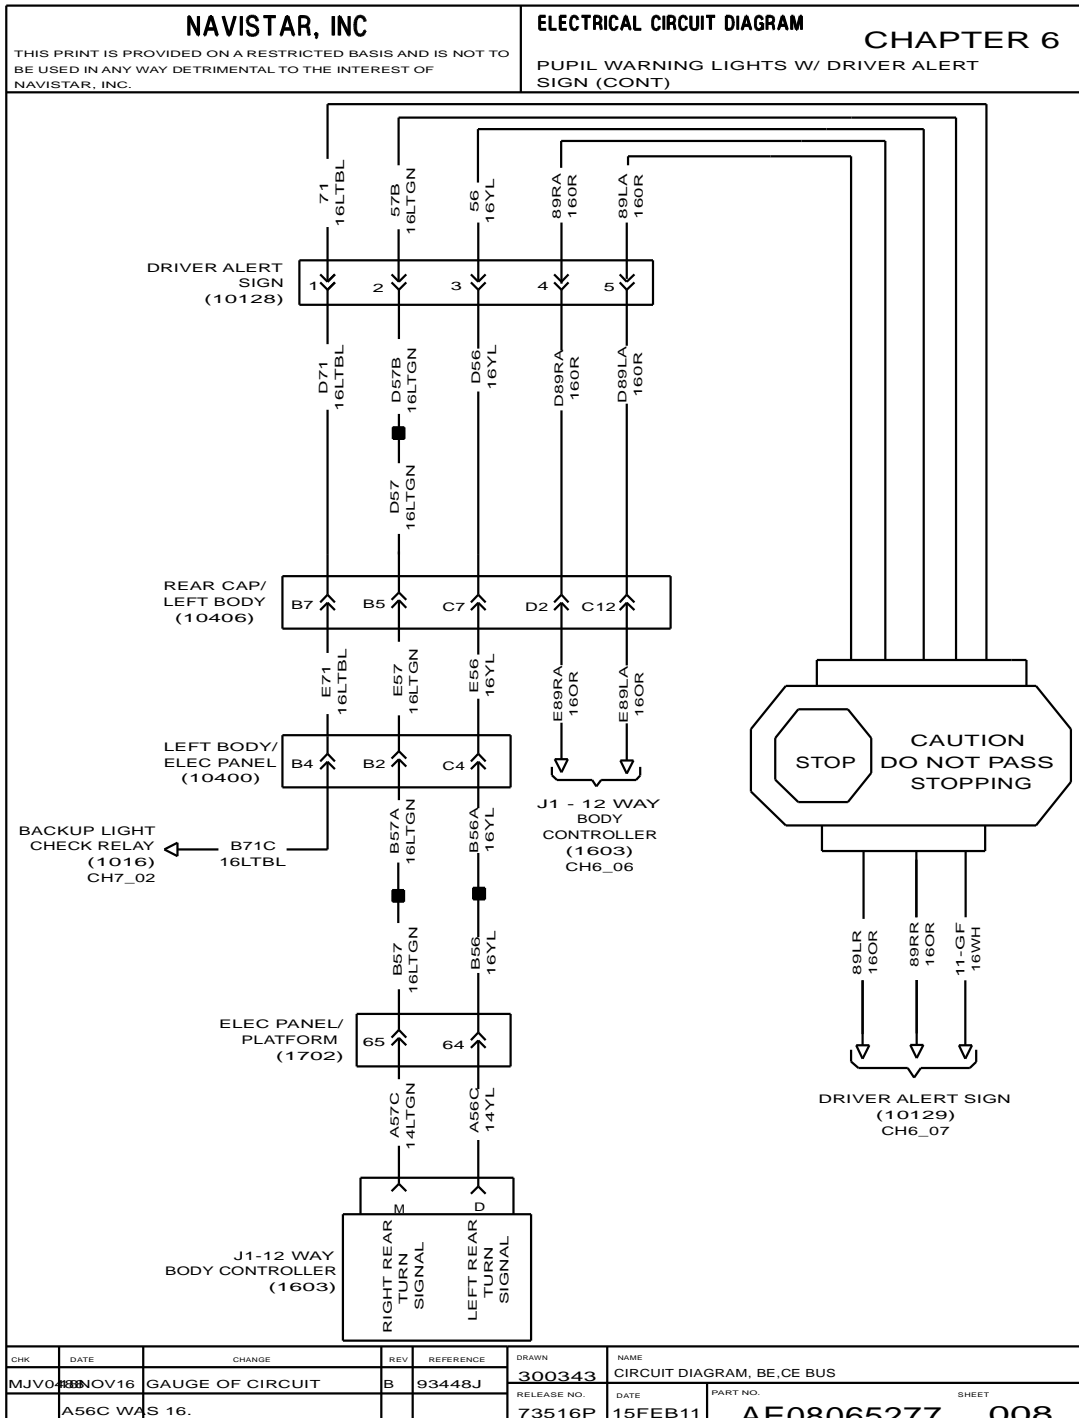 NAVISTAR, INC
THIS PRINT IS PROVIDED ON A RESTRICTED BASIS AND IS NOT TO
BE USED IN ANY WAY DETRIMENTAL TO THE INTEREST OF
NAVISTAR, INC.
ELECTRICAL CIRCUIT DIAGRAM
CHAPTER 6
PUPIL WARNING LIGHTS W/ DRIVER ALERT
SIGN (CONT)
71
16LTBL
57B
16LTGN
56
16YL
89RA
16OR
89LA
16OR
DRIVER ALERT
SIGN
(10128)
1
2
3
4
5
D71
16LTBL
D57B
16LTGN
D56
16YL
D89RA
16OR
D89LA
16OR
D57
16LTGN
REAR CAP/
LEFT BODY
(10406)
B7
B5
C7
D2
C12
E71
16LTBL
E57
16LTGN
E56
16YL
E89RA
16OR
E89LA
16OR
LEFT BODY/
ELEC PANEL
(10400)
B4
B2
C4
J1 - 12 WAY
BODY
CONTROLLER
(1603)
CH6_06
STOP
CAUTION
DO NOT PASS
STOPPING
BACKUP LIGHT
CHECK RELAY
(1016)
CH7_02
B71C
16LTBL
B57A
16LTGN
B56A
16YL
B57
16LTGN
B56
16YL
89LR
16OR
89RR
16OR
11-GF
16WH
ELEC PANEL/
PLATFORM
(1702)
65
64
DRIVER ALERT SIGN
(10129)
CH6_07
A57C
14LTGN
A56C
14YL
M
D
J1-12 WAY
BODY CONTROLLER
(1603)
RIGHT REAR
TURN
SIGNAL
LEFT REAR
TURN
SIGNAL
CHK
DATE
CHANGE
REV
REFERENCE
DRAWN
NAME
MJV04
NOV16
GAUGE OF CIRCUIT
B
93448J
300343
CIRCUIT DIAGRAM, BE,CE BUS
A56C WAS 16.
RELEASE NO.
DATE
PART NO.
SHEET
73516P
15FEB11
AE08065277
008